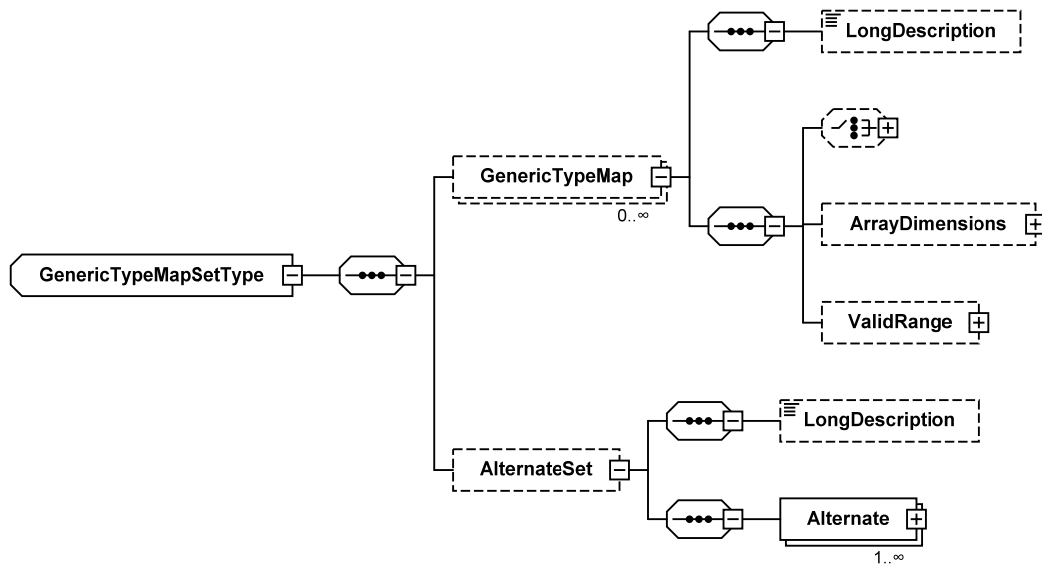 LongDescription
GenericTypeMap
0..∞
ArrayDimensions
GenericTypeMapSetType
ValidRange
LongDescription
AlternateSet
Alternate
1..∞